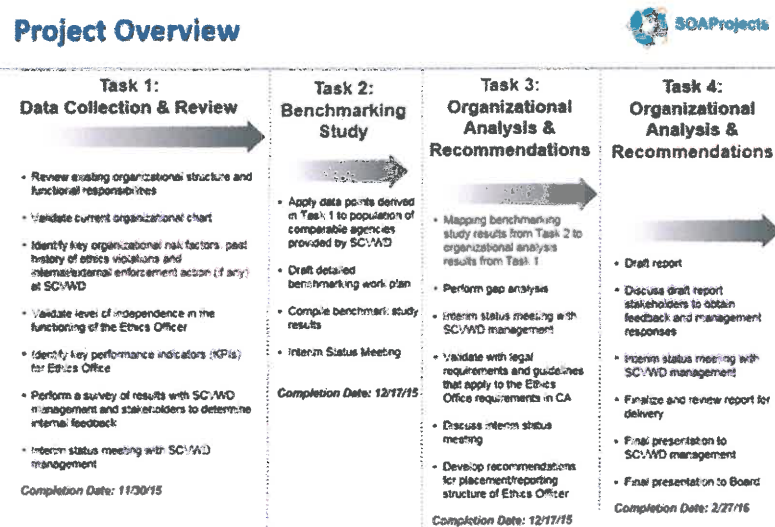 Project Overview
SOAProjects
Task 1:
Data Collection & Review
• Review existing organizational structure and
functional responsibilities
• Validate current organizational chart
• Identify key organizational risk factors, past
history of ethics violations and
internal/external enforcement action (if any)
at SCVWD
• Validate level of independence in the
functioning of the Ethics Officer
• Identify key performance indicators (KPIs)
for Ethics Office
• Perform a survey of results with SCVWD
management and stakeholders to determine
internal feedback
• Interim status meeting with SCVWD
management
Completion Date: 11/30/15
Task 2:
Benchmarking
Study
• Apply data points derived
in Task 1 to population of
comparable agencies
provided by SCVWD
• Draft detailed
benchmarking work plan
• Compile benchmark study
results
• Interim Status Meeting
Completion Date: 12/17/15
Task 3:
Organizational
Analysis &
Recommendations
• Mapping benchmarking
study results from Task 2 to
organizational analysis
results from Task 1
• Perform gap analysis
• Interim status meeting with
SCVWD management
• Validate with legal
requirements and guidelines
that apply to the Ethics
Office requirements in CA
• Discuss interim status
meeting
• Develop recommendations
for placement/reporting
structure of Ethics Officer
Completion Date: 12/17/15
Task 4:
Organizational
Analysis &
Recommendations
• Draft report
• Discuss draft report
stakeholders to obtain
feedback and management
responses
• Interim status meeting with
SCVWD management
• Finalize and review report for
delivery
• Final presentation to
SCVWD management
• Final presentation to Board
Completion Date: 2/27/16